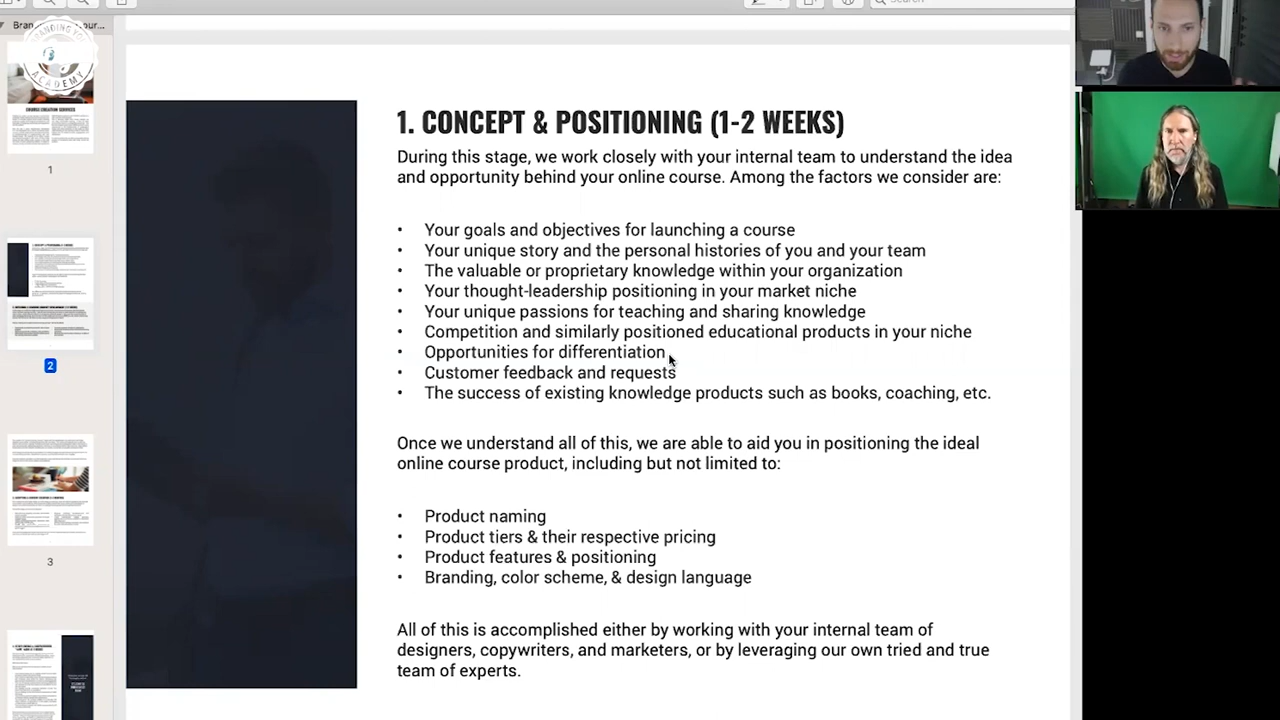 Search
BRANDING YOU
ACADEMY
COURSE CREATION SERVICES
1
2
3
1. CONCEPT & POSITIONING (1-2 WEEKS)
During this stage, we work closely with your internal team to understand the idea
and opportunity behind your online course. Among the factors we consider are:
• Your goals and objectives for launching a course
• Your unique story and the personal histories of you and your team
• The valuable or proprietary knowledge within your organization
• Your thought-leadership positioning in your market niche
• Your unique passions for teaching and sharing knowledge
• Competition and similarly positioned educational products in your niche
• Opportunities for differentiation
• Customer feedback and requests
• The success of existing knowledge products such as books, coaching, etc.
Once we understand all of this, we are able to aid you in positioning the ideal
online course product, including but not limited to:
• Product naming
• Product tiers & their respective pricing
• Product features & positioning
• Branding, color scheme, & design language
All of this is accomplished either by working with your internal team of
designers, copywriters, and marketers, or by leveraging our own tried and true
team of experts.